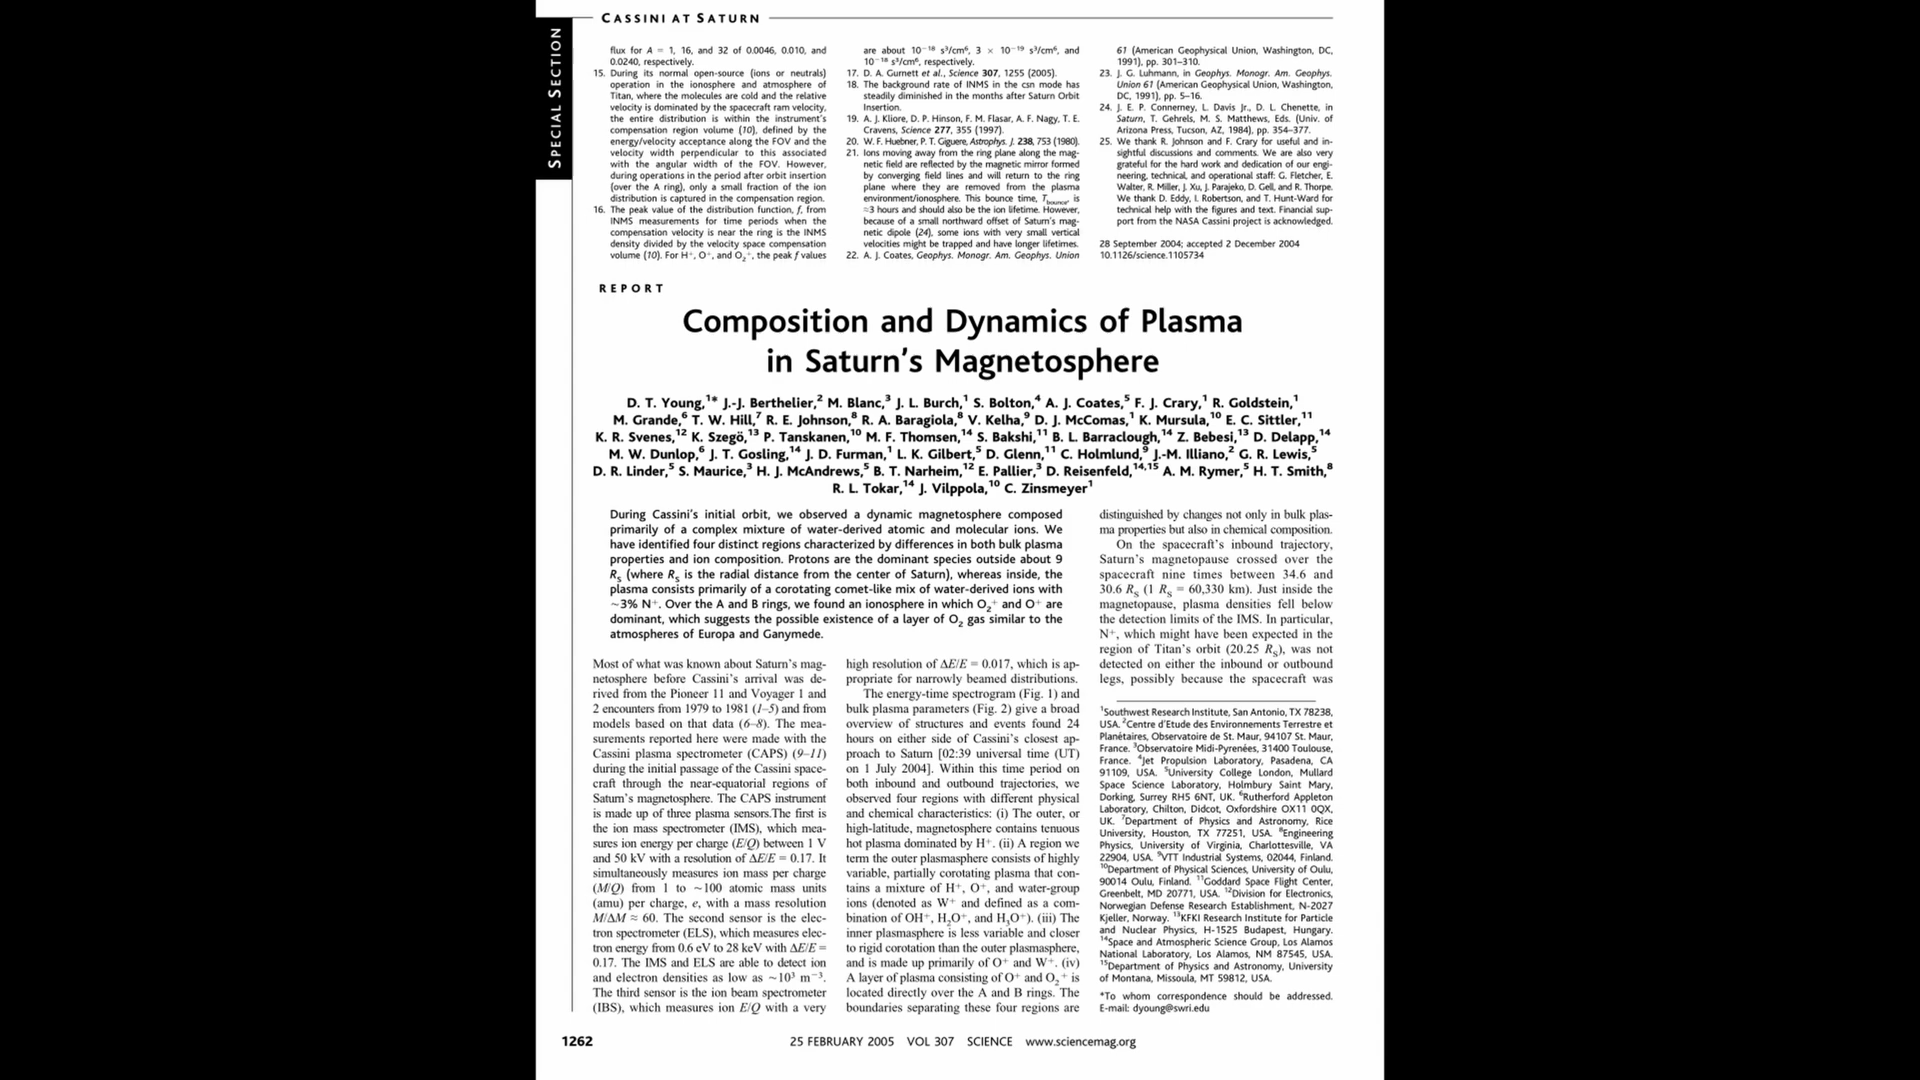 CASSINI AT SATURN
SPECIAL SECTION
flux for A = 1, 16, and 32 of 0.0046, 0.010, and
0.0240, respectively.
15. During its normal open-source (ions or neutrals)
operation in the ionosphere and atmosphere of
Titan, where the molecules are cold and the relative
velocity is dominated by the spacecraft ram velocity,
the entire distribution is within the instrument's
compensation region volume (10), defined by the
energy/velocity acceptance along the FOV and the
velocity width perpendicular to this associated
with the angular width of the FOV. However,
during operations in the period after orbit insertion
(over the A ring), only a small fraction of the ion
distribution is captured in the compensation region.
16. The peak value of the distribution function, f, from
INMS measurements for time periods when the
compensation velocity is near the ring is the INMS
density divided by the velocity space compensation
volume (10). For H⁺, O⁺, and O₂⁺, the peak f values
are about 10⁻¹⁸ s³/cm⁶, 3 × 10⁻¹⁹ s³/cm⁶, and
10⁻¹⁸ s³/cm⁶, respectively.
17. D. A. Gurnett et al., Science 307, 1255 (2005).
18. The background rate of INMS in the csn mode has
steadily diminished in the months after Saturn Orbit
Insertion.
19. A. J. Kliore, D. P. Hinson, F. M. Flasar, A. F. Nagy, T. E.
Cravens, Science 277, 355 (1997).
20. W. F. Huebner, P. T. Giguere, Astrophys. J. 238, 753 (1980).
21. Ions moving away from the ring plane along the mag-
netic field are reflected by the magnetic mirror formed
by converging field lines and will return to the ring
plane where they are removed from the plasma
environment/ionosphere. This bounce time, Tbounce, is
≈3 hours and should also be the ion lifetime. However,
because of a small northward offset of Saturn's mag-
netic dipole (24), some ions with very small vertical
velocities might be trapped and have longer lifetimes.
22. A. J. Coates, Geophys. Monogr. Am. Geophys. Union
61 (American Geophysical Union, Washington, DC,
1991), pp. 301–310.
23. J. G. Luhmann, in Geophys. Monogr. Am. Geophys.
Union 61 (American Geophysical Union, Washington,
DC, 1991), pp. 5–16.
24. J. E. P. Connerney, L. Davis Jr., D. L. Chenette, in
Saturn, T. Gehrels, M. S. Matthews, Eds. (Univ. of
Arizona Press, Tucson, AZ, 1984), pp. 354–377.
25. We thank R. Johnson and F. Crary for useful and in-
sightful discussions and comments. We are also very
grateful for the hard work and dedication of our engi-
neering, technical, and operational staff: G. Fletcher, E.
Walter, R. Miller, J. Xu, J. Parajeko, D. Gell, and R. Thorpe.
We thank D. Eddy, I. Robertson, and T. Hunt-Ward for
technical help with the figures and text. Financial sup-
port from the NASA Cassini project is acknowledged.
28 September 2004; accepted 2 December 2004
10.1126/science.1105734
REPORT
Composition and Dynamics of Plasma
in Saturn's Magnetosphere
D. T. Young,¹* J.-J. Berthelier,² M. Blanc,³ J. L. Burch,¹ S. Bolton,⁴ A. J. Coates,⁵ F. J. Crary,¹ R. Goldstein,¹
M. Grande,⁶ T. W. Hill,⁷ R. E. Johnson,⁸ R. A. Baragiola,⁸ V. Kelha,⁹ D. J. McComas,¹ K. Mursula,¹⁰ E. C. Sittler,¹¹
K. R. Svenes,¹² K. Szegö,¹³ P. Tanskanen,¹⁰ M. F. Thomsen,¹⁴ S. Bakshi,¹¹ B. L. Barraclough,¹⁴ Z. Bebesi,¹³ D. Delapp,¹⁴
M. W. Dunlop,⁶ J. T. Gosling,¹⁴ J. D. Furman,¹ L. K. Gilbert,⁵ D. Glenn,¹¹ C. Holmlund,⁹ J.-M. Illiano,² G. R. Lewis,⁵
D. R. Linder,⁵ S. Maurice,³ H. J. McAndrews,⁵ B. T. Narheim,¹² E. Pallier,³ D. Reisenfeld,¹⁴,¹⁵ A. M. Rymer,⁵ H. T. Smith,⁸
R. L. Tokar,¹⁴ J. Vilppola,¹⁰ C. Zinsmeyer¹
During Cassini's initial orbit, we observed a dynamic magnetosphere composed
primarily of a complex mixture of water-derived atomic and molecular ions. We
have identified four distinct regions characterized by differences in both bulk plasma
properties and ion composition. Protons are the dominant species outside about 9
Rₛ (where Rₛ is the radial distance from the center of Saturn), whereas inside, the
plasma consists primarily of a corotating comet-like mix of water-derived ions with
~3% N⁺. Over the A and B rings, we found an ionosphere in which O₂⁺ and O⁺ are
dominant, which suggests the possible existence of a layer of O₂ gas similar to the
atmospheres of Europa and Ganymede.
Most of what was known about Saturn's mag-
netosphere before Cassini's arrival was de-
rived from the Pioneer 11 and Voyager 1 and
2 encounters from 1979 to 1981 (1–5) and from
models based on that data (6–8). The mea-
surements reported here were made with the
Cassini plasma spectrometer (CAPS) (9–11)
during the initial passage of the Cassini space-
craft through the near-equatorial regions of
Saturn's magnetosphere. The CAPS instrument
is made up of three plasma sensors.The first is
the ion mass spectrometer (IMS), which mea-
sures ion energy per charge (E/Q) between 1 V
and 50 kV with a resolution of ΔE/E = 0.17. It
simultaneously measures ion mass per charge
(M/Q) from 1 to ~100 atomic mass units
(amu) per charge, e, with a mass resolution
M/ΔM ≈ 60. The second sensor is the elec-
tron spectrometer (ELS), which measures elec-
tron energy from 0.6 eV to 28 keV with ΔE/E =
0.17. The IMS and ELS are able to detect ion
and electron densities as low as ~10³ m⁻³.
The third sensor is the ion beam spectrometer
(IBS), which measures ion E/Q with a very
high resolution of ΔE/E = 0.017, which is ap-
propriate for narrowly beamed distributions.
The energy-time spectrogram (Fig. 1) and
bulk plasma parameters (Fig. 2) give a broad
overview of structures and events found 24
hours on either side of Cassini's closest ap-
proach to Saturn [02:39 universal time (UT)
on 1 July 2004]. Within this time period on
both inbound and outbound trajectories, we
observed four regions with different physical
and chemical characteristics: (i) The outer, or
high-latitude, magnetosphere contains tenuous
hot plasma dominated by H⁺. (ii) A region we
term the outer plasmasphere consists of highly
variable, partially corotating plasma that con-
tains a mixture of H⁺, O⁺, and water-group
ions (denoted as W⁺ and defined as a com-
bination of OH⁺, H₂O⁺, and H₃O⁺). (iii) The
inner plasmasphere is less variable and closer
to rigid corotation than the outer plasmasphere,
and is made up primarily of O⁺ and W⁺. (iv)
A layer of plasma consisting of O⁺ and O₂⁺ is
located directly over the A and B rings. The
boundaries separating these four regions are
distinguished by changes not only in bulk plas-
ma properties but also in chemical composition.
On the spacecraft's inbound trajectory,
Saturn's magnetopause crossed over the
spacecraft nine times between 34.6 and
30.6 Rₛ (1 Rₛ = 60,330 km). Just inside the
magnetopause, plasma densities fell below
the detection limits of the IMS. In particular,
N⁺, which might have been expected in the
region of Titan's orbit (20.25 Rₛ), was not
detected on either the inbound or outbound
legs, possibly because the spacecraft was
¹Southwest Research Institute, San Antonio, TX 78238,
USA. ²Centre d'Etude des Environnements Terrestre et
Planétaires, Observatoire de St. Maur, 94107 St. Maur,
France. ³Observatoire Midi-Pyrenées, 31400 Toulouse,
France. ⁴Jet Propulsion Laboratory, Pasadena, CA
91109, USA. ⁵University College London, Mullard
Space Science Laboratory, Holmbury Saint Mary,
Dorking, Surrey RH5 6NT, UK. ⁶Rutherford Appleton
Laboratory, Chilton, Didcot, Oxfordshire OX11 0QX,
UK. ⁷Department of Physics and Astronomy, Rice
University, Houston, TX 77251, USA. ⁸Engineering
Physics, University of Virginia, Charlottesville, VA
22904, USA. ⁹VTT Industrial Systems, 02044, Finland.
¹⁰Department of Physical Sciences, University of Oulu,
90014 Oulu, Finland. ¹¹Goddard Space Flight Center,
Greenbelt, MD 20771, USA. ¹²Division for Electronics,
Norwegian Defense Research Establishment, N-2027
Kjeller, Norway. ¹³KFKI Research Institute for Particle
and Nuclear Physics, H-1525 Budapest, Hungary.
¹⁴Space and Atmospheric Science Group, Los Alamos
National Laboratory, Los Alamos, NM 87545, USA.
¹⁵Department of Physics and Astronomy, University
of Montana, Missoula, MT 59812, USA.
*To whom correspondence should be addressed.
E-mail: dyoung@swri.edu
1262
25 FEBRUARY 2005 VOL 307 SCIENCE www.sciencemag.org